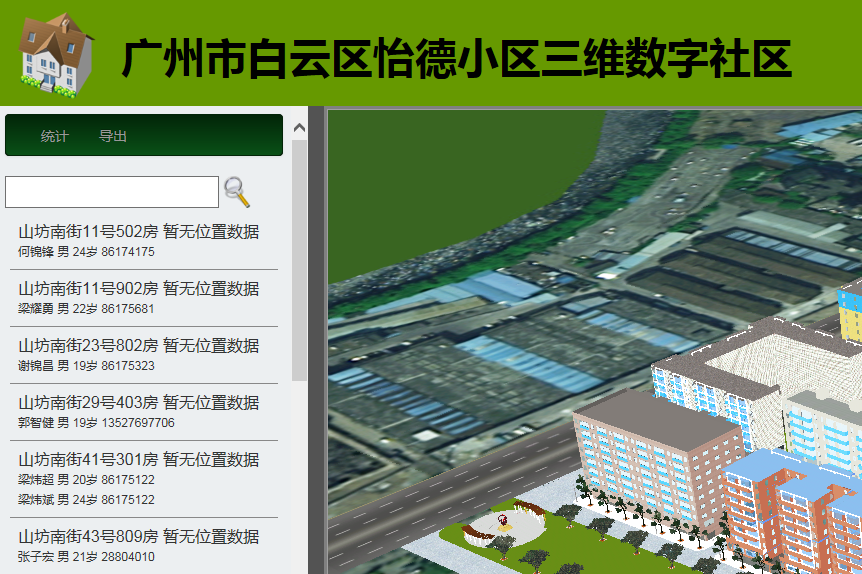 广州市白云区怡德小区三维数字社区
统计 导出
山坊南街11号502房 暂无位置数据
何锦锋 男 24岁 86174175
山坊南街11号902房 暂无位置数据
梁耀勇 男 22岁 86175681
山坊南街23号802房 暂无位置数据
谢锦昌 男 19岁 86175323
山坊南街29号403房 暂无位置数据
郭智健 男 19岁 13527697706
山坊南街41号301房 暂无位置数据
梁炜超 男 20岁 86175122
梁炜斌 男 24岁 86175122
山坊南街43号809房 暂无位置数据
张子宏 男 21岁 28804010